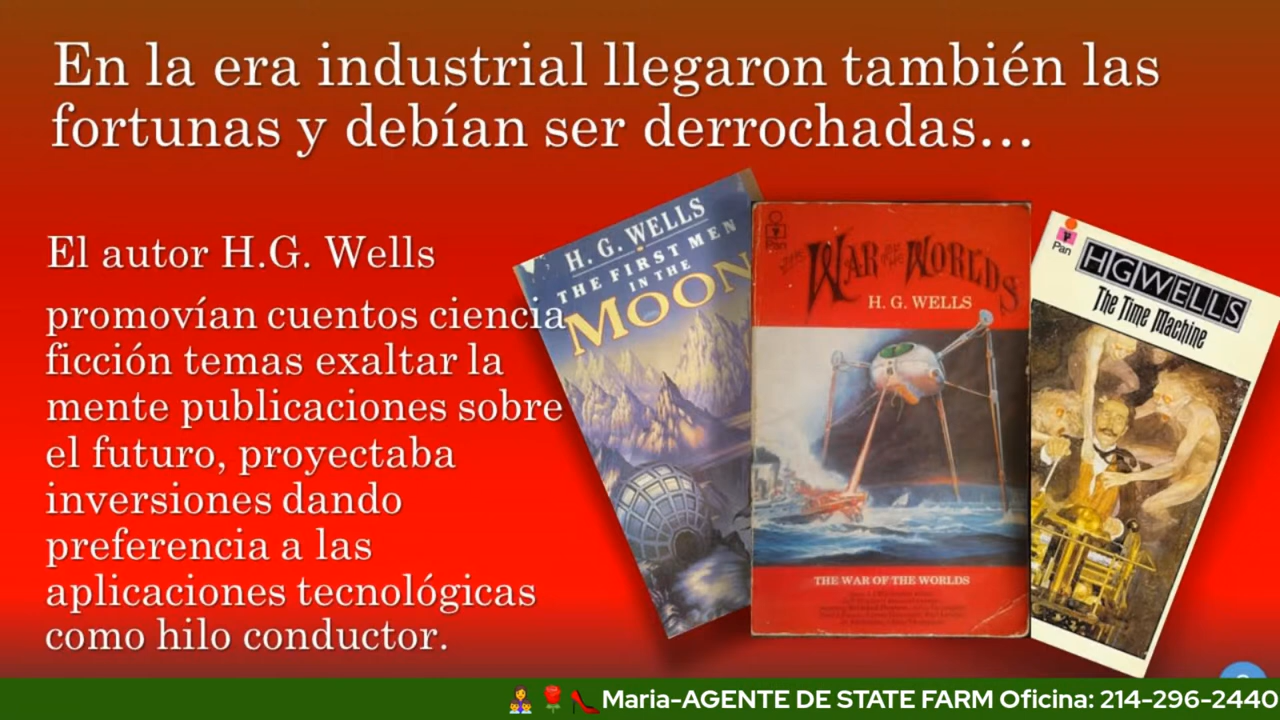 En la era industrial llegaron también las
fortunas y debían ser derrochadas...
El autor H.G. Wells
promovían cuentos ciencia
ficción temas exaltar la
mente publicaciones sobre
el futuro, proyectaba
inversiones dando
preferencia a las
aplicaciones tecnológicas
como hilo conductor.
H. G. WELLS
THE FIRST MEN
IN THE
MOON
Pan
THE WAR OF THE WORLDS
H. G. WELLS
THE WAR OF THE WORLDS
Pan
HGWELLS
The Time Machine
Maria-AGENTE DE STATE FARM Oficina: 214-296-2440